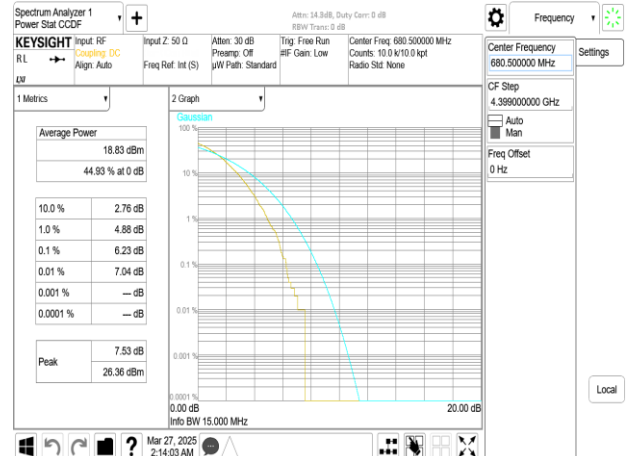 Spectrum Analyzer 1
Power Stat CCDF
Attn: 14.8dB, Duty Corr: 0 dB
RBW Trans: 0 dB
Frequency
KEYSIGHT
RL
Input: RF
Coupling: DC
Align: Auto
Input Z: 50 Ω
Freq Ref: Int (S)
Atten: 30 dB
Preamp: Off
µW Path: Standard
Trig: Free Run
#IF Gain: Low
Center Freq: 680.500000 MHz
Counts: 10.0 k/10.0 kpt
Radio Std: None
LXI
Center Frequency
680.500000 MHz
Settings
CF Step
4.399000000 GHz
Auto
Man
Freq Offset
0 Hz
1 Metrics
Average Power
18.83 dBm
44.93 % at 0 dB
10.0 % 2.76 dB
1.0 % 4.88 dB
0.1 % 6.23 dB
0.01 % 7.04 dB
0.001 % --- dB
0.0001 % --- dB
Peak
7.53 dB
26.36 dBm
2 Graph
Gaussian
100 %
10 %
1 %
0.1 %
0.01 %
0.001 %
0.0001 %
0.00 dB
20.00 dB
Info BW 15.000 MHz
Local
?
Mar 27, 2025
2:14:03 AM